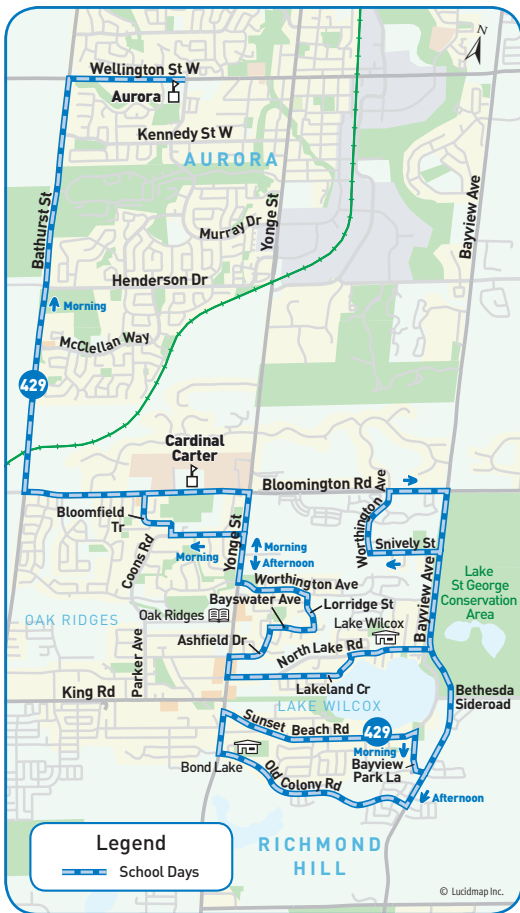 N
Wellington St W
Aurora
Kennedy St W
AURORA
Bathurst St
Murray Dr
Yonge St
Bayview Ave
Henderson Dr
Morning
McClellan Way
429
Cardinal
Carter
Bloomington Rd
Bloomfield
Tr
Coons Rd
Morning
Yonge St
Morning
Afternoon
Worthington Ave
Snively St
Bayview Ave
Worthington Ave
Bayswater Ave
Lorridge St
Lake
St George
Conservation
Area
OAK RIDGES
Oak Ridges
Parker Ave
Ashfield Dr
Lake Wilcox
North Lake Rd
King Rd
Lakeland Cr
LAKE WILCOX
Bethesda
Sideroad
Sunset Beach Rd
429
Morning
Bayview
Park La
Bond Lake
Old Colony Rd
Afternoon
RICHMOND
HILL
Legend
School Days
© Lucidmap Inc.